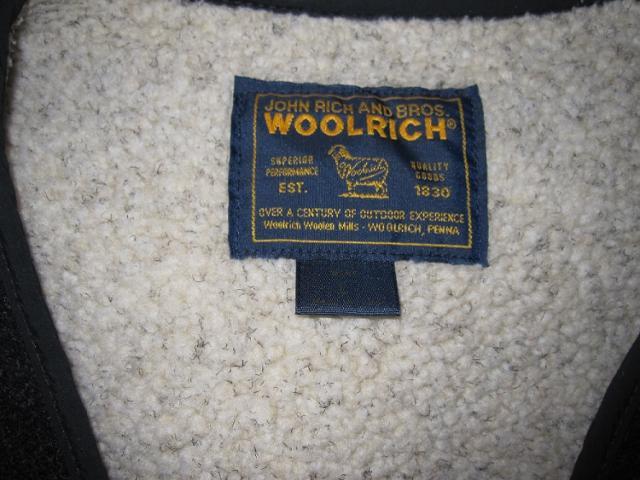 JOHN RICH AND BROS.
WOOLRICH®
SUPERIOR
PERFORMANCE
EST.
Woolrich
QUALITY
GOODS
1830
OVER A CENTURY OF OUTDOOR EXPERIENCE
Woolrich Woolen Mills - WOOLRICH, PENNA